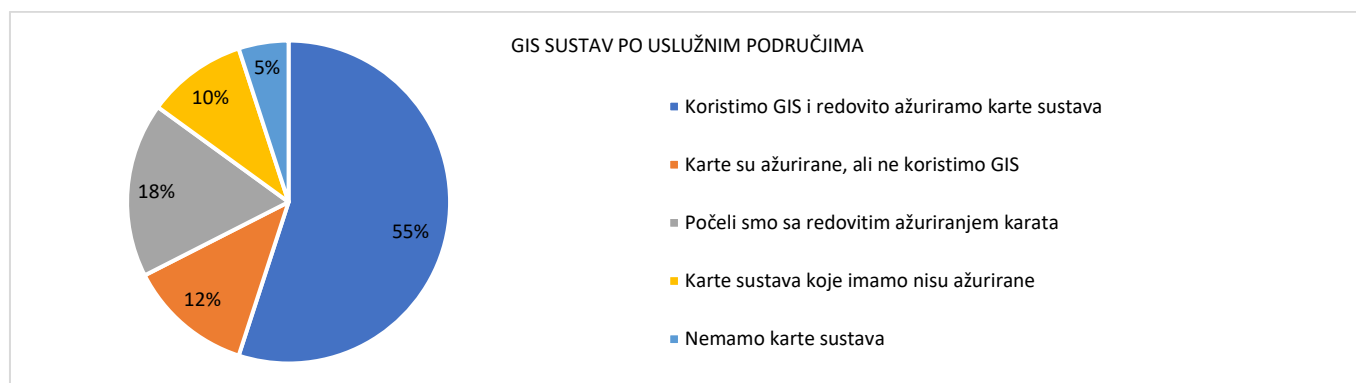 GIS SUSTAV PO USLUŽNIM PODRUČJIMA
5%
10%
18%
12%
55%
Koristimo GIS i redovito ažuriramo karte sustava
Karte su ažurirane, ali ne koristimo GIS
Počeli smo sa redovitim ažuriranjem karata
Karte sustava koje imamo nisu ažurirane
Nemamo karte sustava